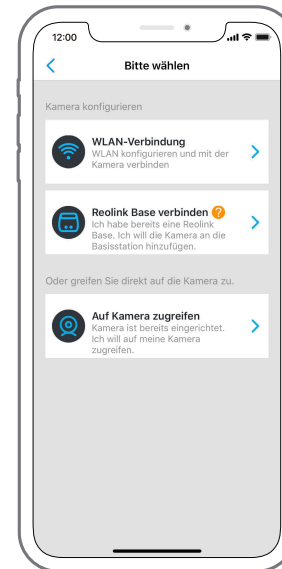 12:00
Bitte wählen
Kamera konfigurieren
WLAN-Verbindung
WLAN konfigurieren und mit der
Kamera verbinden
Reolink Base verbinden ?
Ich habe bereits eine Reolink
Base. Ich will die Kamera an die
Basisstation hinzufügen.
Oder greifen Sie direkt auf die Kamera zu.
Auf Kamera zugreifen
Kamera ist bereits eingerichtet.
Ich will auf meine Kamera
zugreifen.